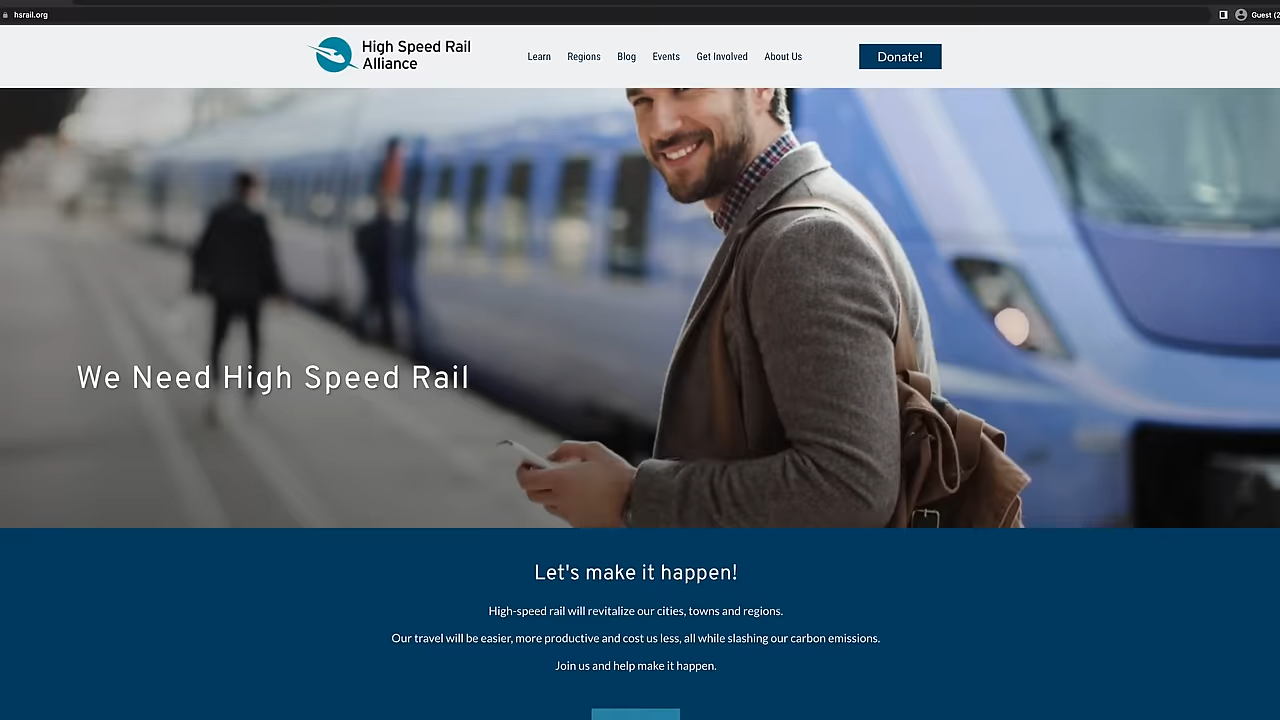 hsrail.org
Guest (2
High Speed Rail
Alliance
Learn Regions Blog Events Get Involved About Us
Donate!
We Need High Speed Rail
Let's make it happen!
High-speed rail will revitalize our cities, towns and regions.
Our travel will be easier, more productive and cost us less, all while slashing our carbon emissions.
Join us and help make it happen.